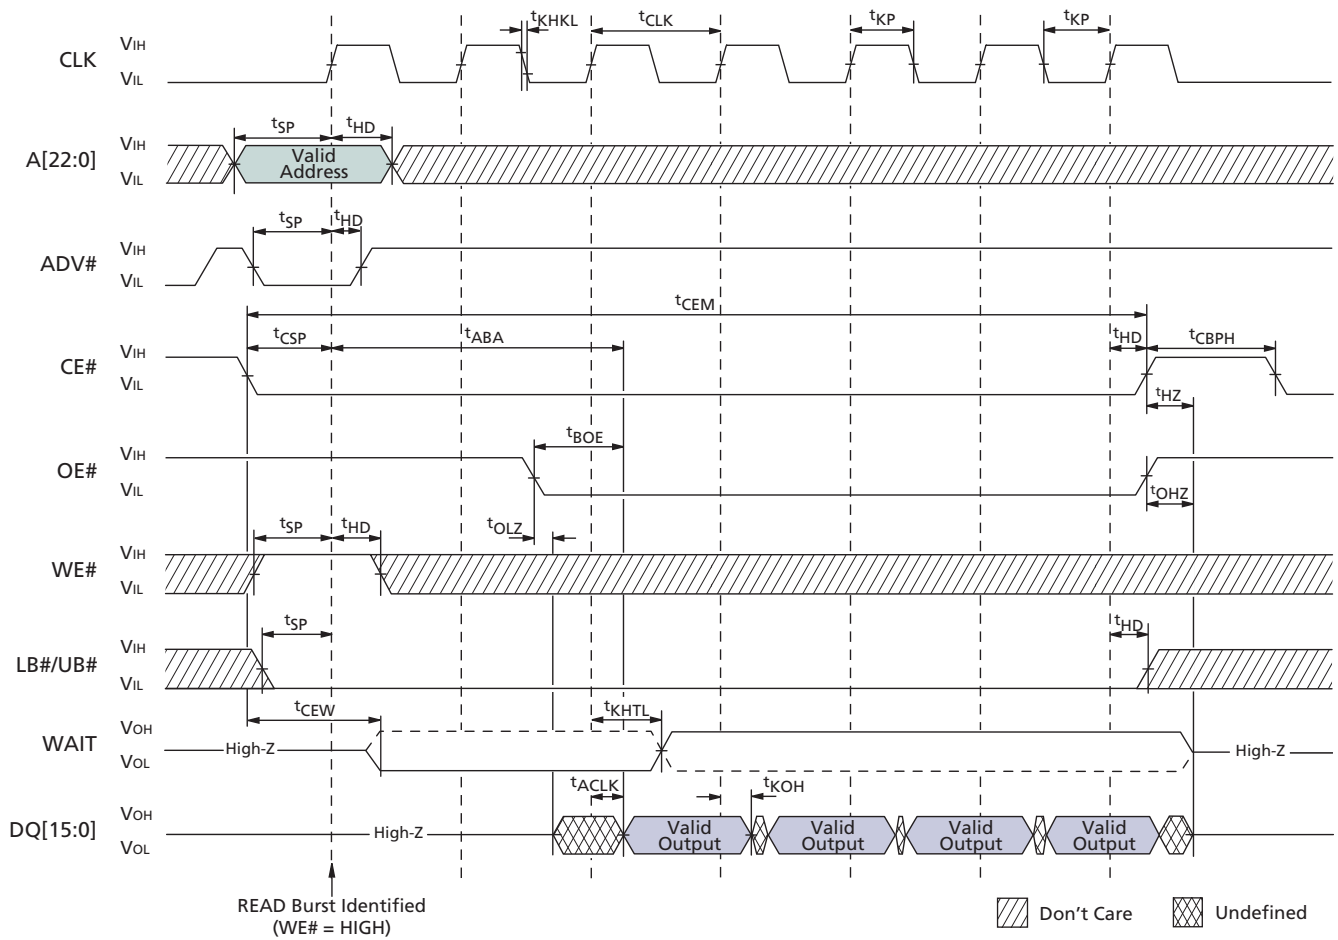 tKHKL
tCLK
tKP
tKP
CLK
VIH
VIL
tSP
tHD
A[22:0]
VIH
VIL
Valid
Address
tSP
tHD
ADV#
VIH
VIL
tCEM
tCSP
tABA
tHD
tCBPH
CE#
VIH
VIL
tHZ
tBOE
OE#
VIH
VIL
tOHZ
tSP
tHD
tOLZ
WE#
VIH
VIL
tSP
tHD
LB#/UB#
VIH
VIL
tCEW
tKHTL
WAIT
VOH
VOL
High-Z
High-Z
tACLK
tKOH
DQ[15:0]
VOH
VOL
High-Z
Valid
Output
Valid
Output
Valid
Output
Valid
Output
READ Burst Identified
(WE# = HIGH)
Don't Care
Undefined